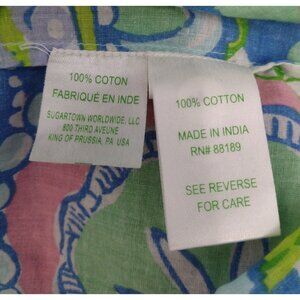 100% COTON
FABRIQUÉ EN INDE
SUGARTOWN WORLDWIDE, LLC
800 THIRD AVEUNE
KING OF PRUSSIA, PA USA
100% COTTON
MADE IN INDIA
RN# 88189
SEE REVERSE
FOR CARE